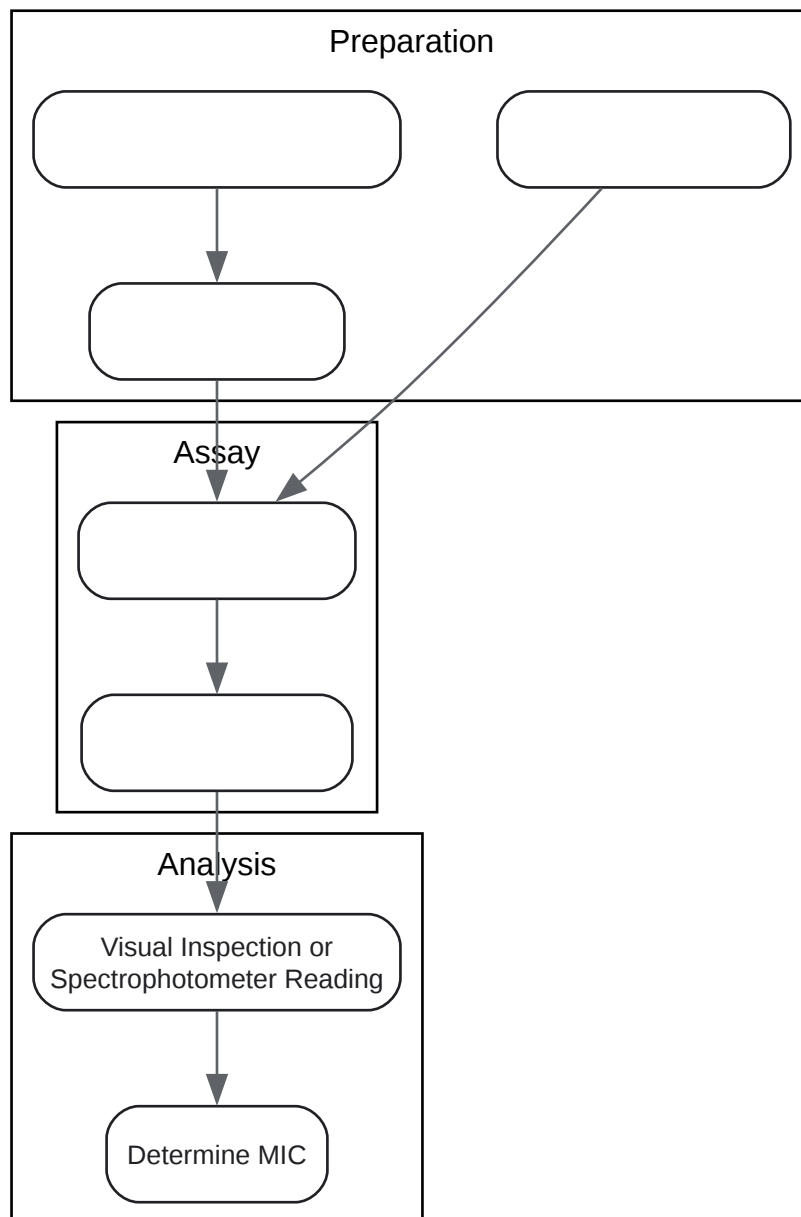 Preparation
Assay
Analysis
Visual Inspection or
Spectrophotometer Reading
Determine MIC